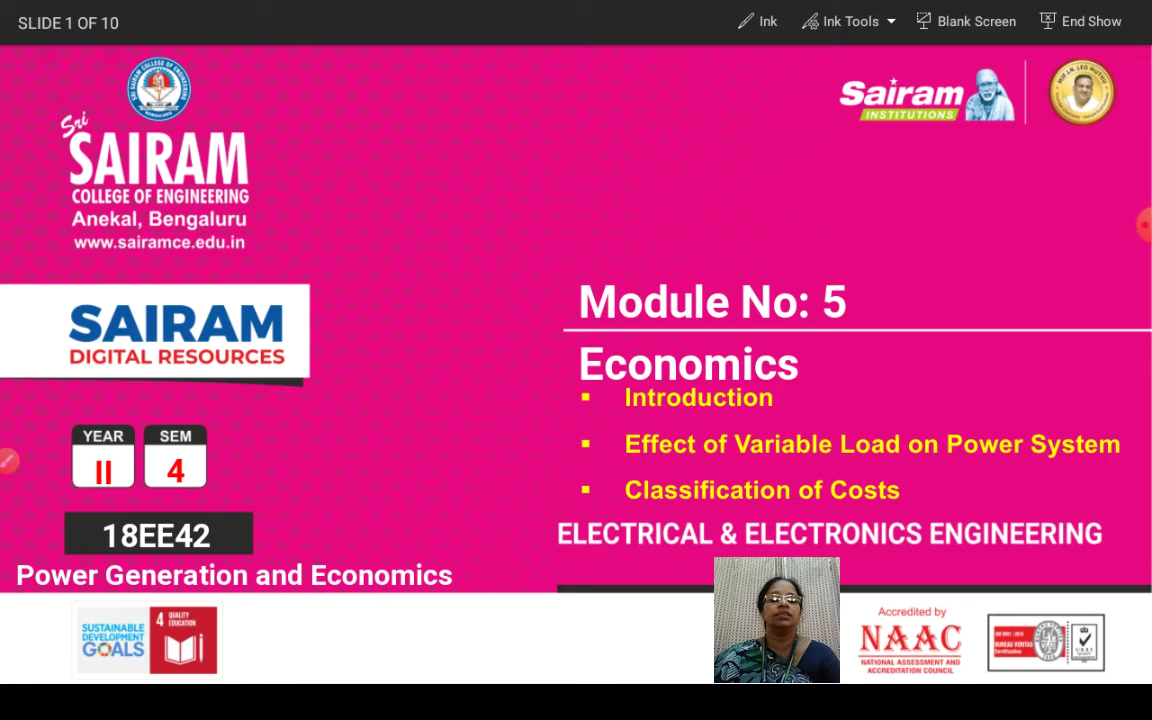 SLIDE 1 OF 10
Ink
Ink Tools
Blank Screen
End Show
Sri
SAIRAM
COLLEGE OF ENGINEERING
Anekal, Bengaluru
www.sairamce.edu.in
Sairam
INSTITUTIONS
SAIRAM
DIGITAL RESOURCES
YEAR
II
SEM
4
18EE42
Power Generation and Economics
Module No: 5
Economics
▪ Introduction
▪ Effect of Variable Load on Power System
▪ Classification of Costs
ELECTRICAL & ELECTRONICS ENGINEERING
SUSTAINABLE
DEVELOPMENT
GOALS
4 QUALITY
EDUCATION
Accredited by
NAAC
NATIONAL ASSESSMENT AND
ACCREDITATION COUNCIL
BUREAU VERITAS
Certification